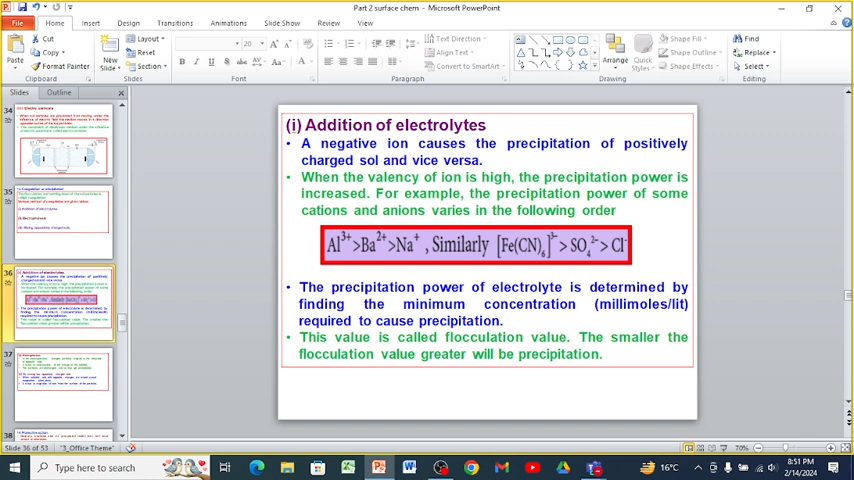 Part 2 surface chem - Microsoft PowerPoint
File
Home
Insert
Design
Transitions
Animations
Slide Show
Review
View
Paste
Cut
Copy
Format Painter
Clipboard
New Slide
Layout
Reset
Section
Slides
20
Font
Paragraph
Text Direction
Align Text
Convert to SmartArt
Arrange
Quick Styles
Shape Fill
Shape Outline
Shape Effects
Drawing
Find
Replace
Select
Editing
Slides
Outline
34
35
36
37
38
(i) Addition of electrolytes
• A negative ion causes the precipitation of positively
charged sol and vice versa.
• When the valency of ion is high, the precipitation power is
increased. For example, the precipitation power of some
cations and anions varies in the following order
Al³⁺>Ba²⁺>Na⁺ , Similarly [Fe(CN)₆]³⁻>SO₄²⁻>Cl⁻
• The precipitation power of electrolyte is determined by
finding the minimum concentration (millimoles/lit)
required to cause precipitation.
• This value is called flocculation value. The smaller the
flocculation value greater will be precipitation.
Slide 36 of 53
"3_Office Theme"
70%
Type here to search
16°C
8:51 PM
2/14/2024